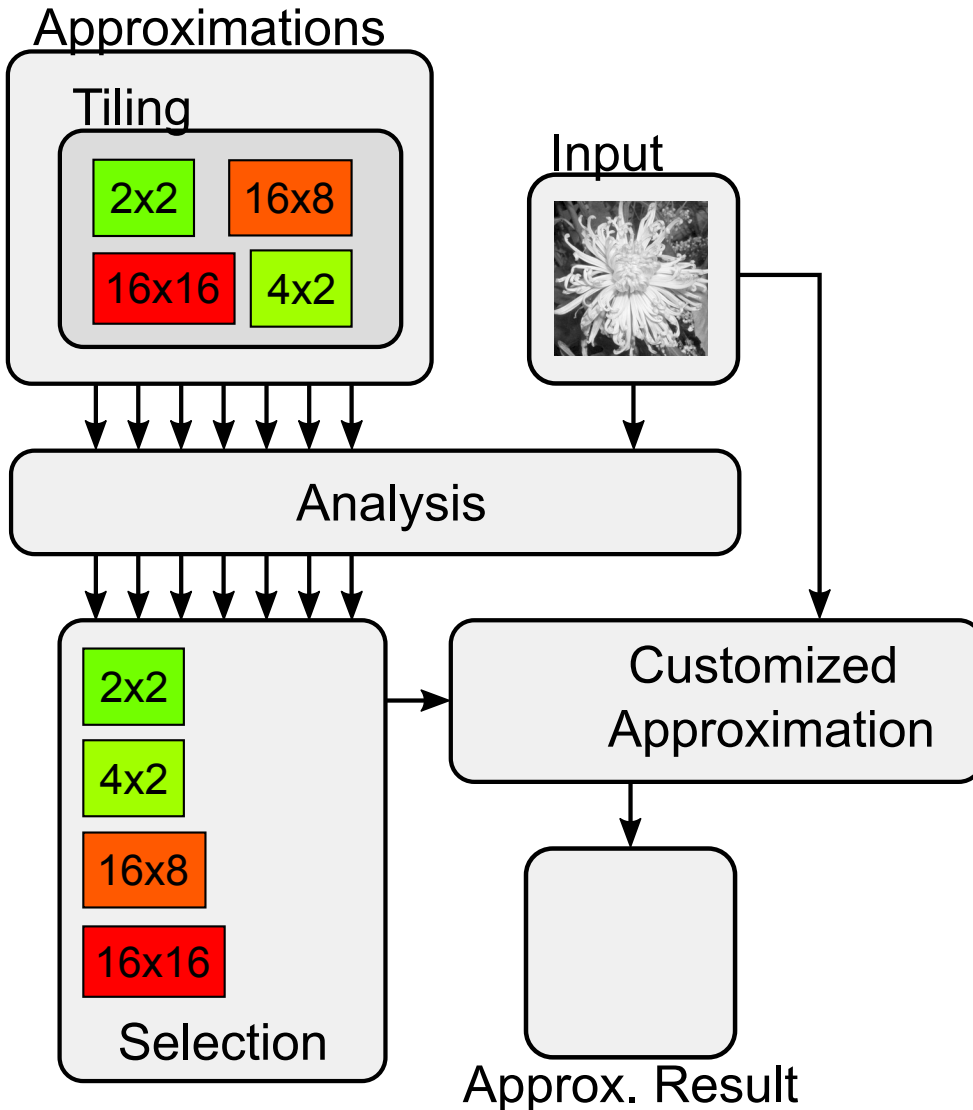 Approximations
Tiling
2x2
16x8
16x16
4x2
Input
Analysis
2x2
4x2
16x8
16x16
Selection
Customized
Approximation
Approx. Result